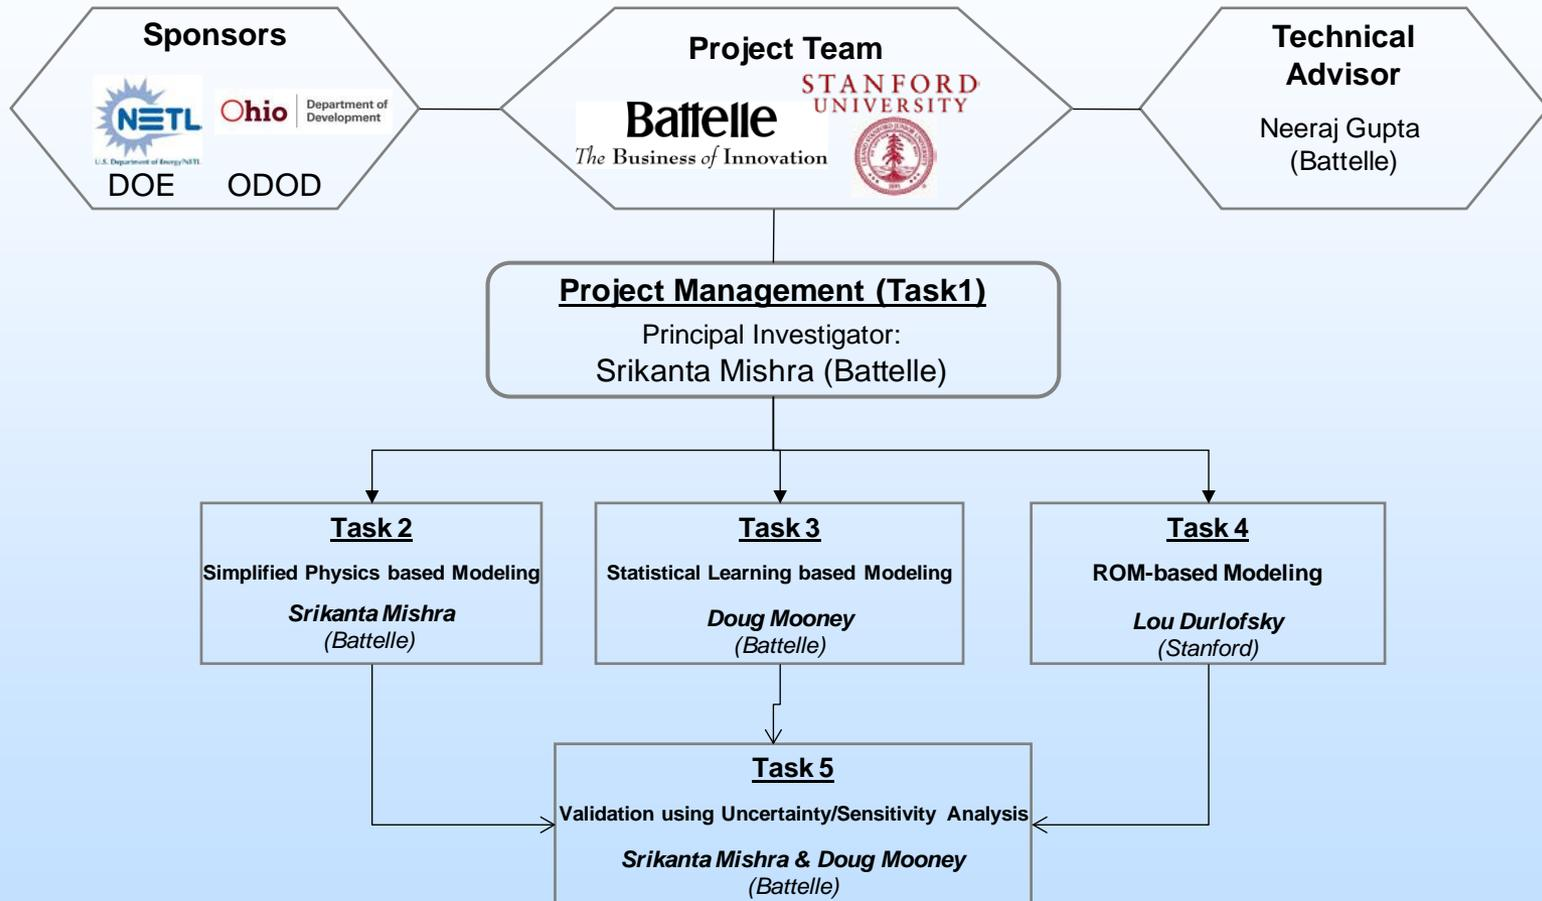 Sponsors
NETL
U.S. Department of Energy/NETL
Ohio
Department of
Development
DOE
ODOD
Project Team
Battelle
The Business of Innovation
STANFORD
UNIVERSITY
Technical
Advisor
Neeraj Gupta
(Battelle)
Project Management (Task1)
Principal Investigator:
Srikanta Mishra (Battelle)
Task 2
Simplified Physics based Modeling
Srikanta Mishra
(Battelle)
Task 3
Statistical Learning based Modeling
Doug Mooney
(Battelle)
Task 4
ROM-based Modeling
Lou Durlofsky
(Stanford)
Task 5
Validation using Uncertainty/Sensitivity Analysis
Srikanta Mishra & Doug Mooney
(Battelle)